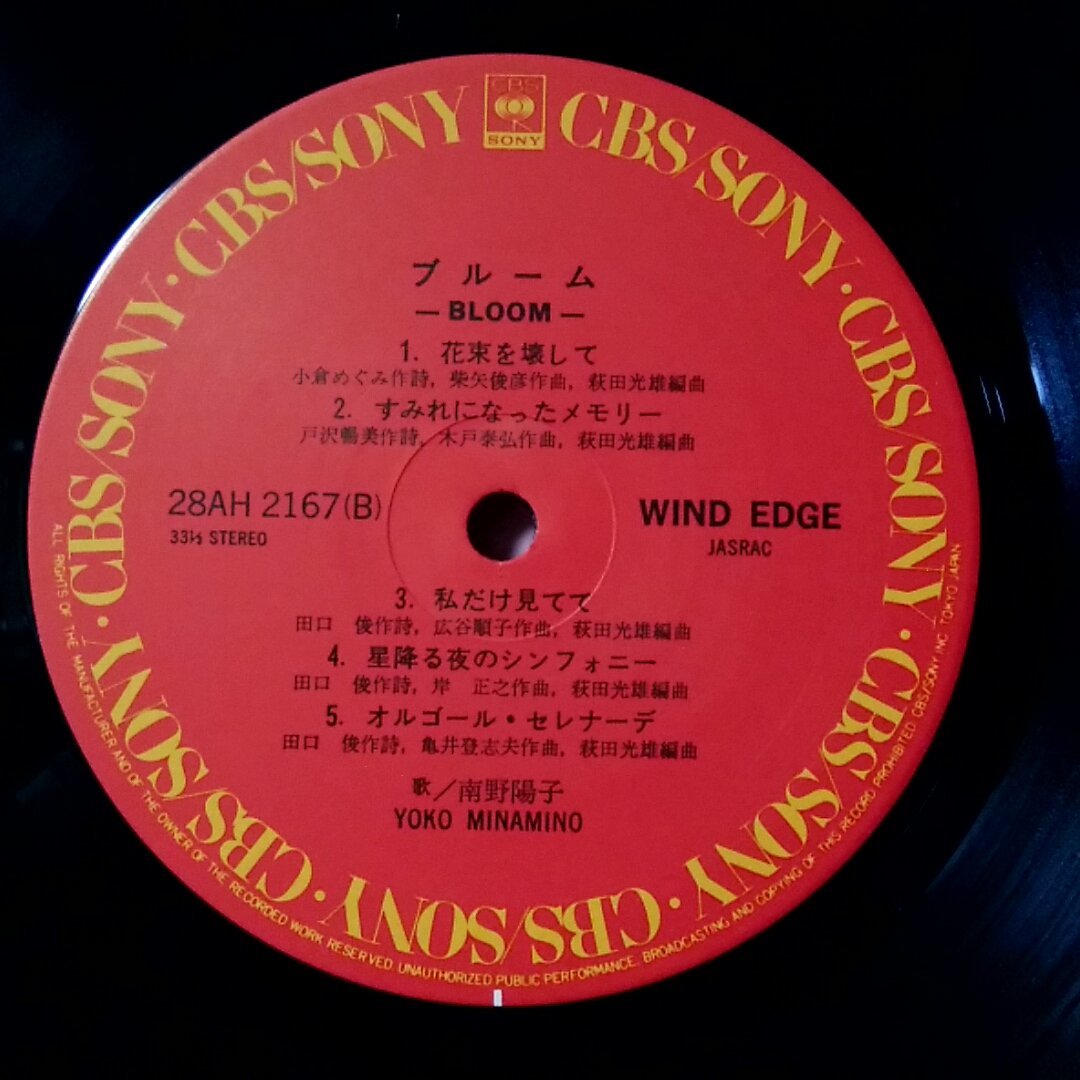 CBS
SONY
CBS/SONY · CBS/SONY · CBS/SONY · CBS/SONY · CBS/SONY · CBS/SONY · CBS/SONY · CBS/SONY
ブルーム
— BLOOM —
1. 花束を壊して
小倉めぐみ作詩, 柴矢俊彦作曲, 萩田光雄編曲
2. すみれになったメモリー
戸沢暢美作詩, 木戸泰弘作曲, 萩田光雄編曲
28AH 2167(B)
33⅓ STEREO
WIND EDGE
JASRAC
3. 私だけ見てて
田口 俊作詩, 広谷順子作曲, 萩田光雄編曲
4. 星降る夜のシンフォニー
田口 俊作詩, 岸 正之作曲, 萩田光雄編曲
5. オルゴール・セレナーデ
田口 俊作詩, 亀井登志夫作曲, 萩田光雄編曲
歌／南野陽子
YOKO MINAMINO
ALL RIGHTS OF THE MANUFACTURER AND OF THE OWNER OF THE RECORDED WORK RESERVED. UNAUTHORIZED PUBLIC PERFORMANCE, BROADCASTING AND COPYING OF THIS RECORD PROHIBITED. CBS/SONY INC. TOKYO JAPAN